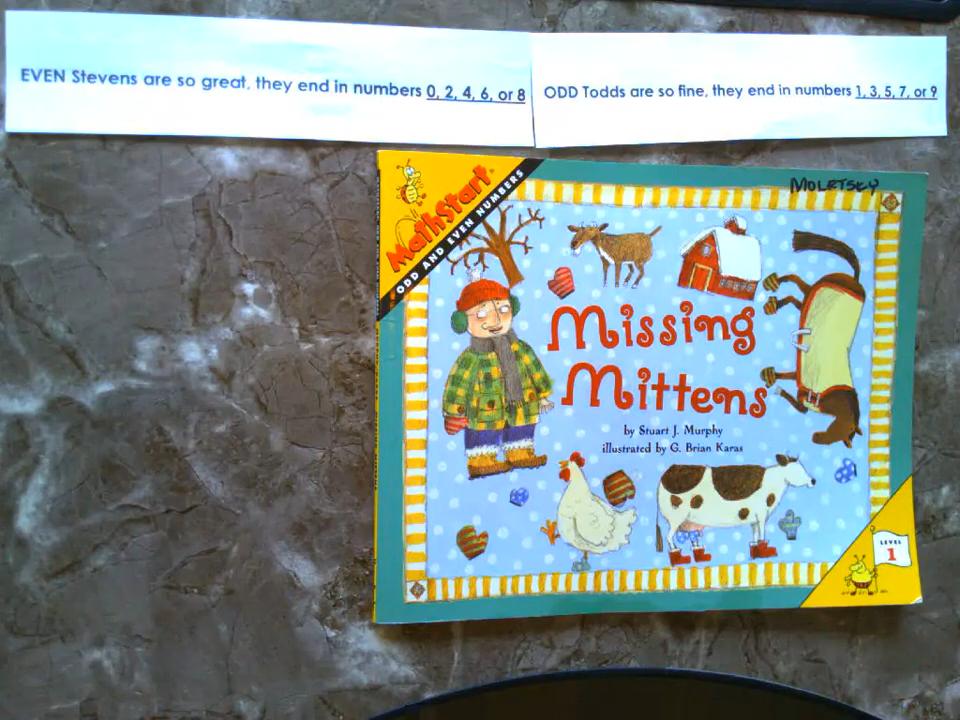 EVEN Stevens are so great, they end in numbers 0, 2, 4, 6, or 8
ODD Todds are so fine, they end in numbers 1, 3, 5, 7, or 9
MOLETSKY
MathStart
ODD AND EVEN NUMBERS
Missing
Mittens
by Stuart J. Murphy
illustrated by G. Brian Karas
LEVEL
1